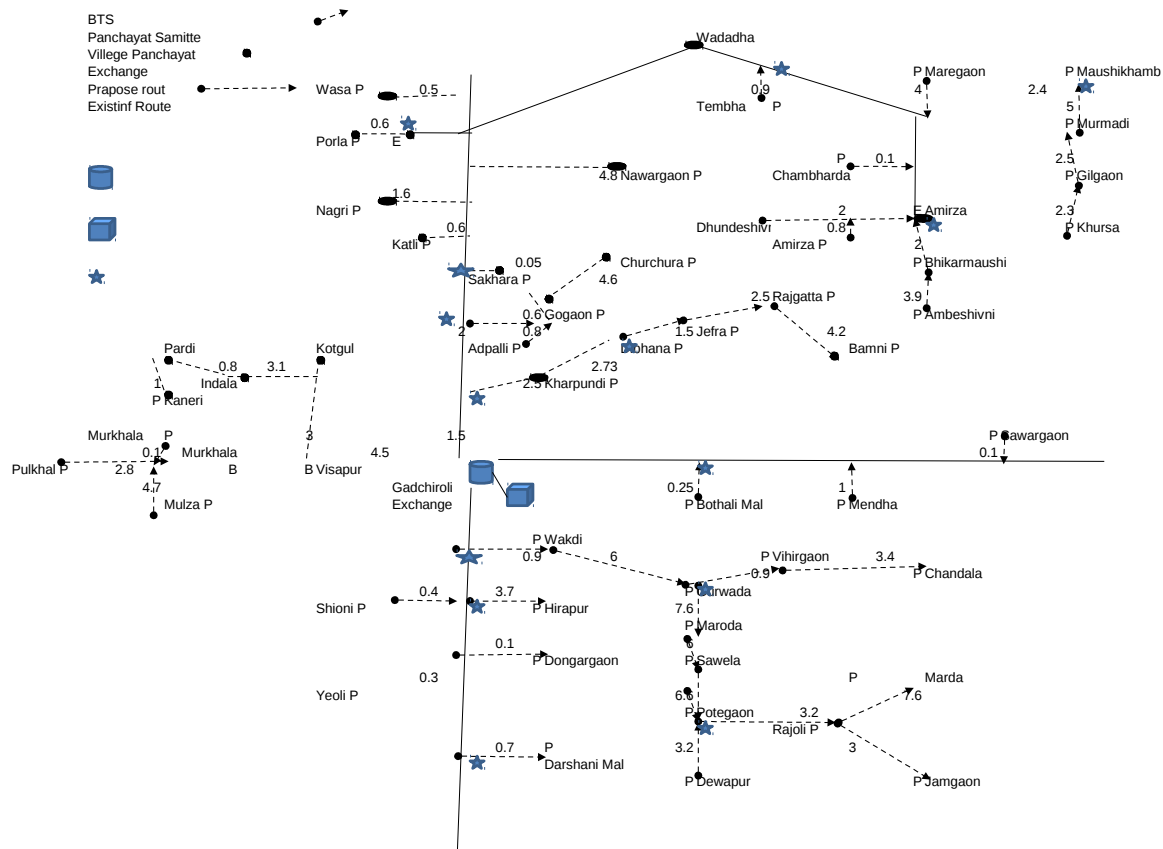 BTS
Panchayat Samitte
Villege Panchayat
Exchange
Prapose rout
Existinf Route
Wadadha
Wasa P
0.5
0.9
Tembha P
P Maregaon
4
P Maushikhamb
2.4
5
P Murmadi
0.6
Porla P E
4.8 Nawargaon P
P
Chambharda
0.1
2.5
P Gilgaon
1.6
Nagri P
2
Dhundeshivi
0.8
Amirza P
E Amirza
2
2.3
P Khursa
0.6
Katli P
0.05
Sakhara P
Churchura P
4.6
P Bhikarmaushi
3.9
P Ambeshivni
0.6 Gogaon P
2
0.8
Adpalli P
2.5 Rajgatta P
1.5 Jefra P
4.2
Bamni P
Dibhana P
2.73
2.5 Kharpundi P
Pardi
Kotgul
0.8
3.1
Indala
1
P Kaneri
Murkhala P
0.1
Murkhala
B
3
B Visapur
4.5
1.5
Pulkhal P
2.8
4.7
Mulza P
P Sawargaon
0.1
Gadchiroli
Exchange
0.25
P Bothali Mal
1
P Mendha
P Wakdi
0.9
6
P Vihirgaon
0.9
3.4
P Chandala
P Gurwada
7.6
0.4
Shioni P
3.7
P Hirapur
P Maroda
6
P Sawela
0.1
P Dongargaon
0.3
Yeoli P
6.6
P Potegaon
3.2
Rajoli P
P Marda
7.6
0.7
P
Darshani Mal
3.2
P Dewapur
3
P Jamgaon